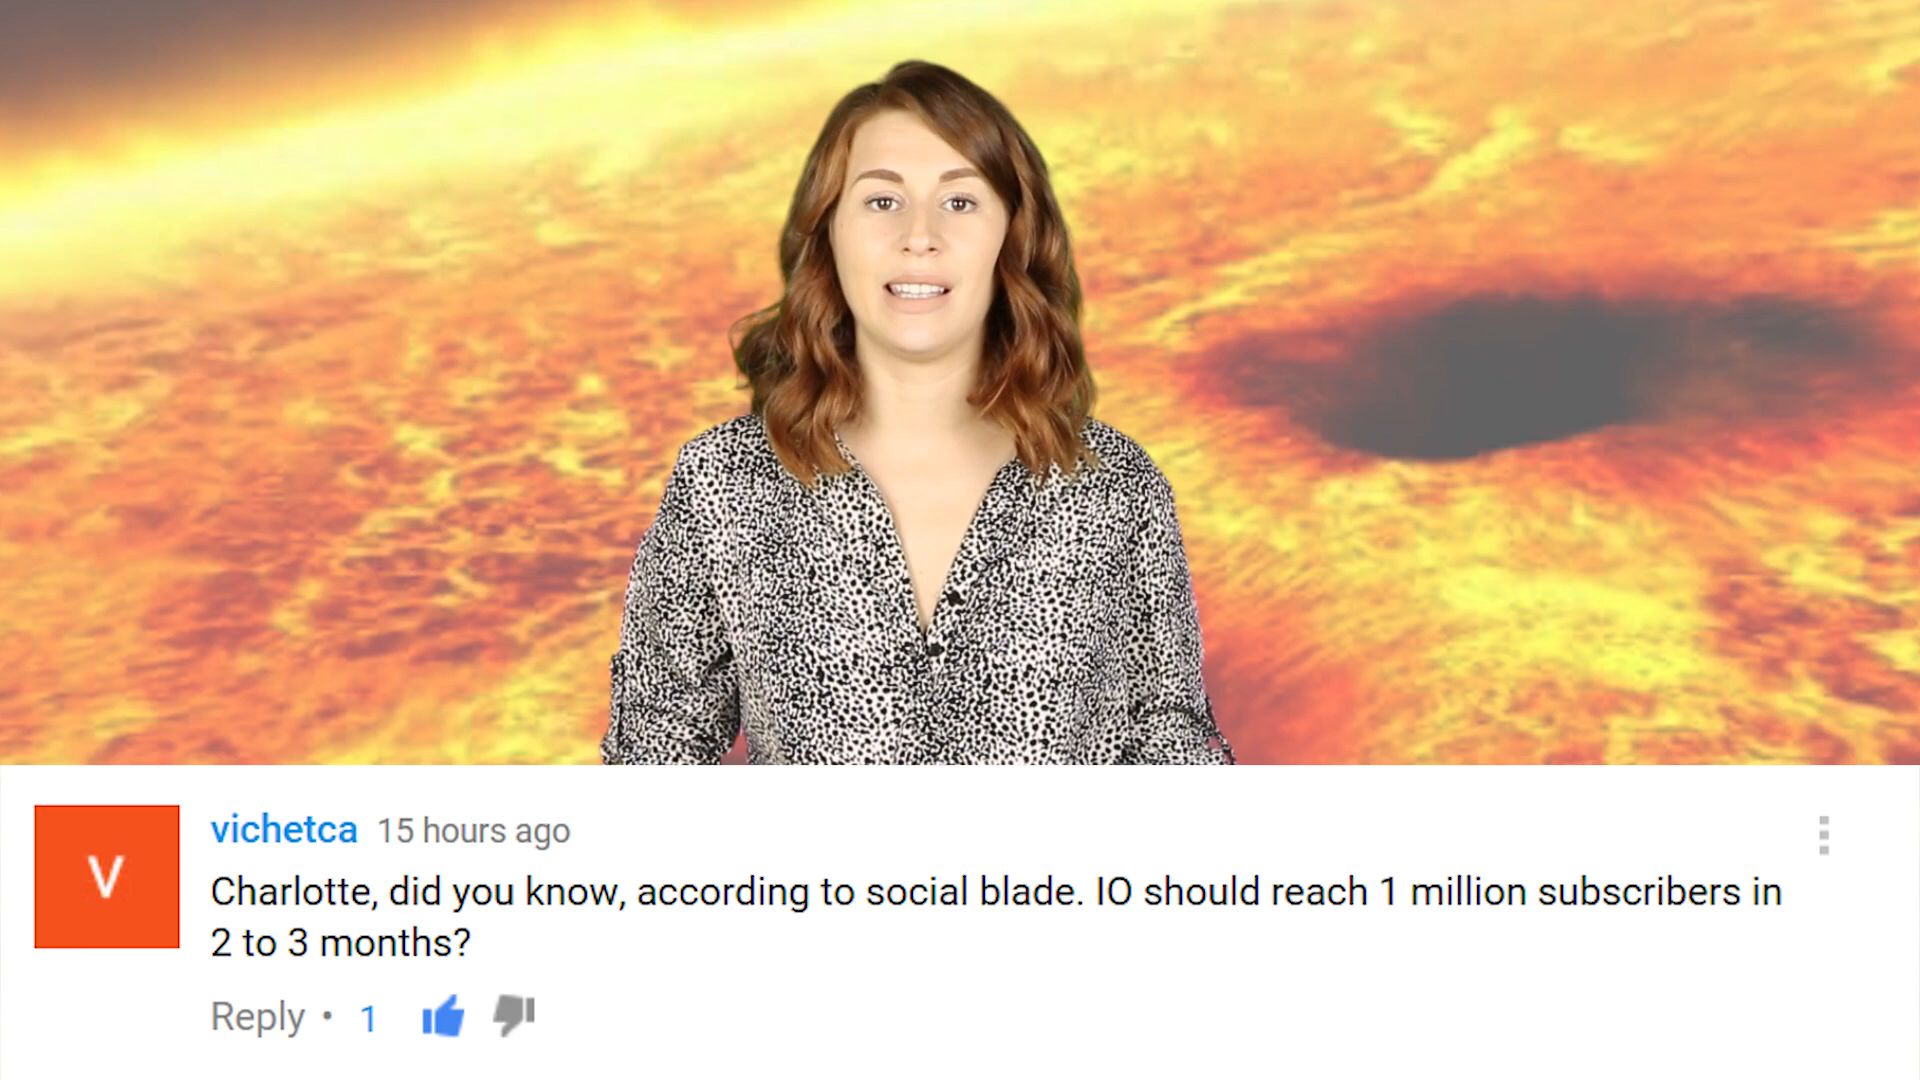 V
vichetca 15 hours ago
Charlotte, did you know, according to social blade. IO should reach 1 million subscribers in
2 to 3 months?
Reply • 1